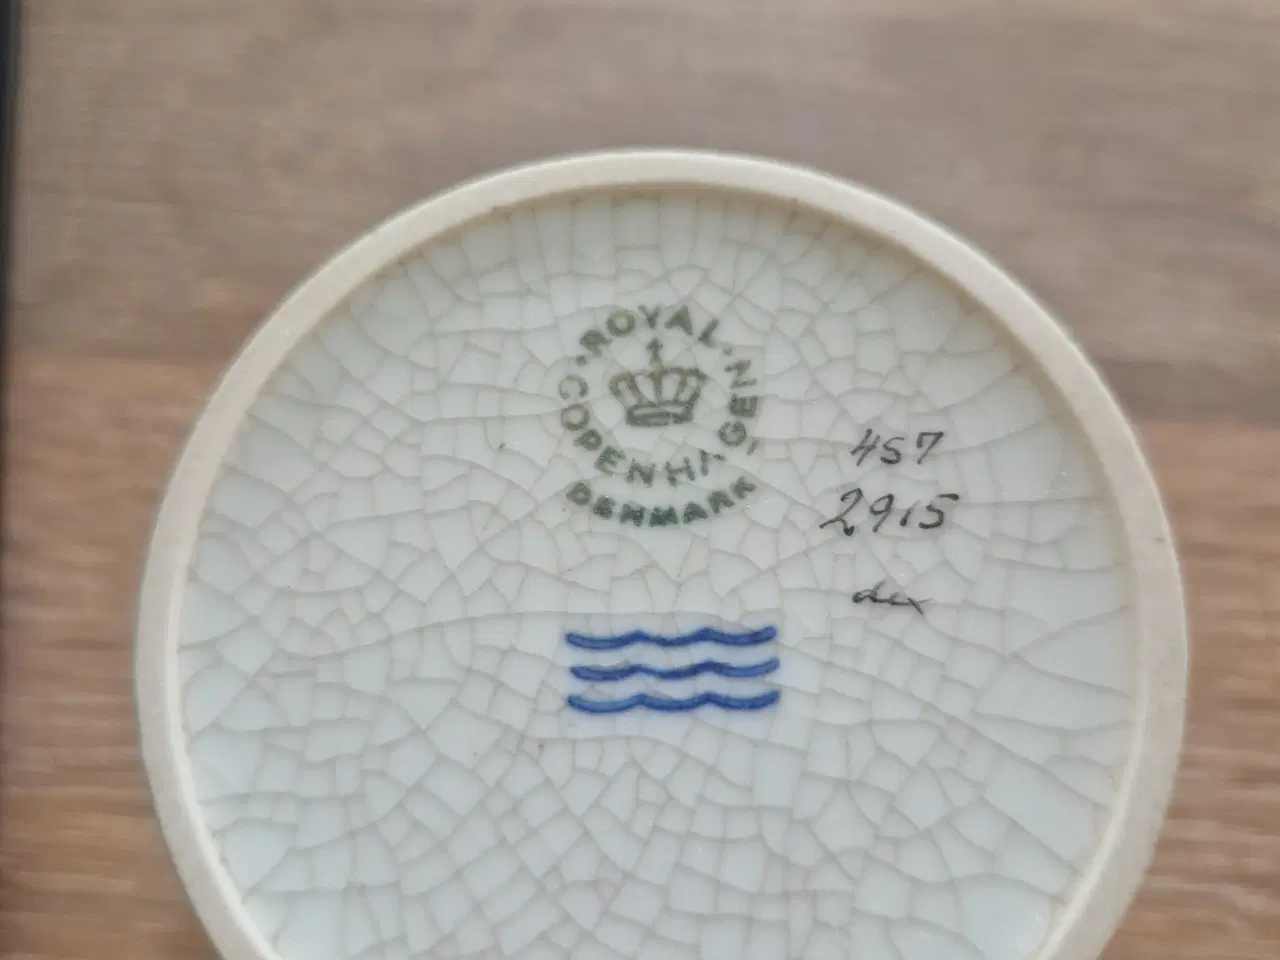 ROYAL
COPENHAGEN
DENMARK
457
2915